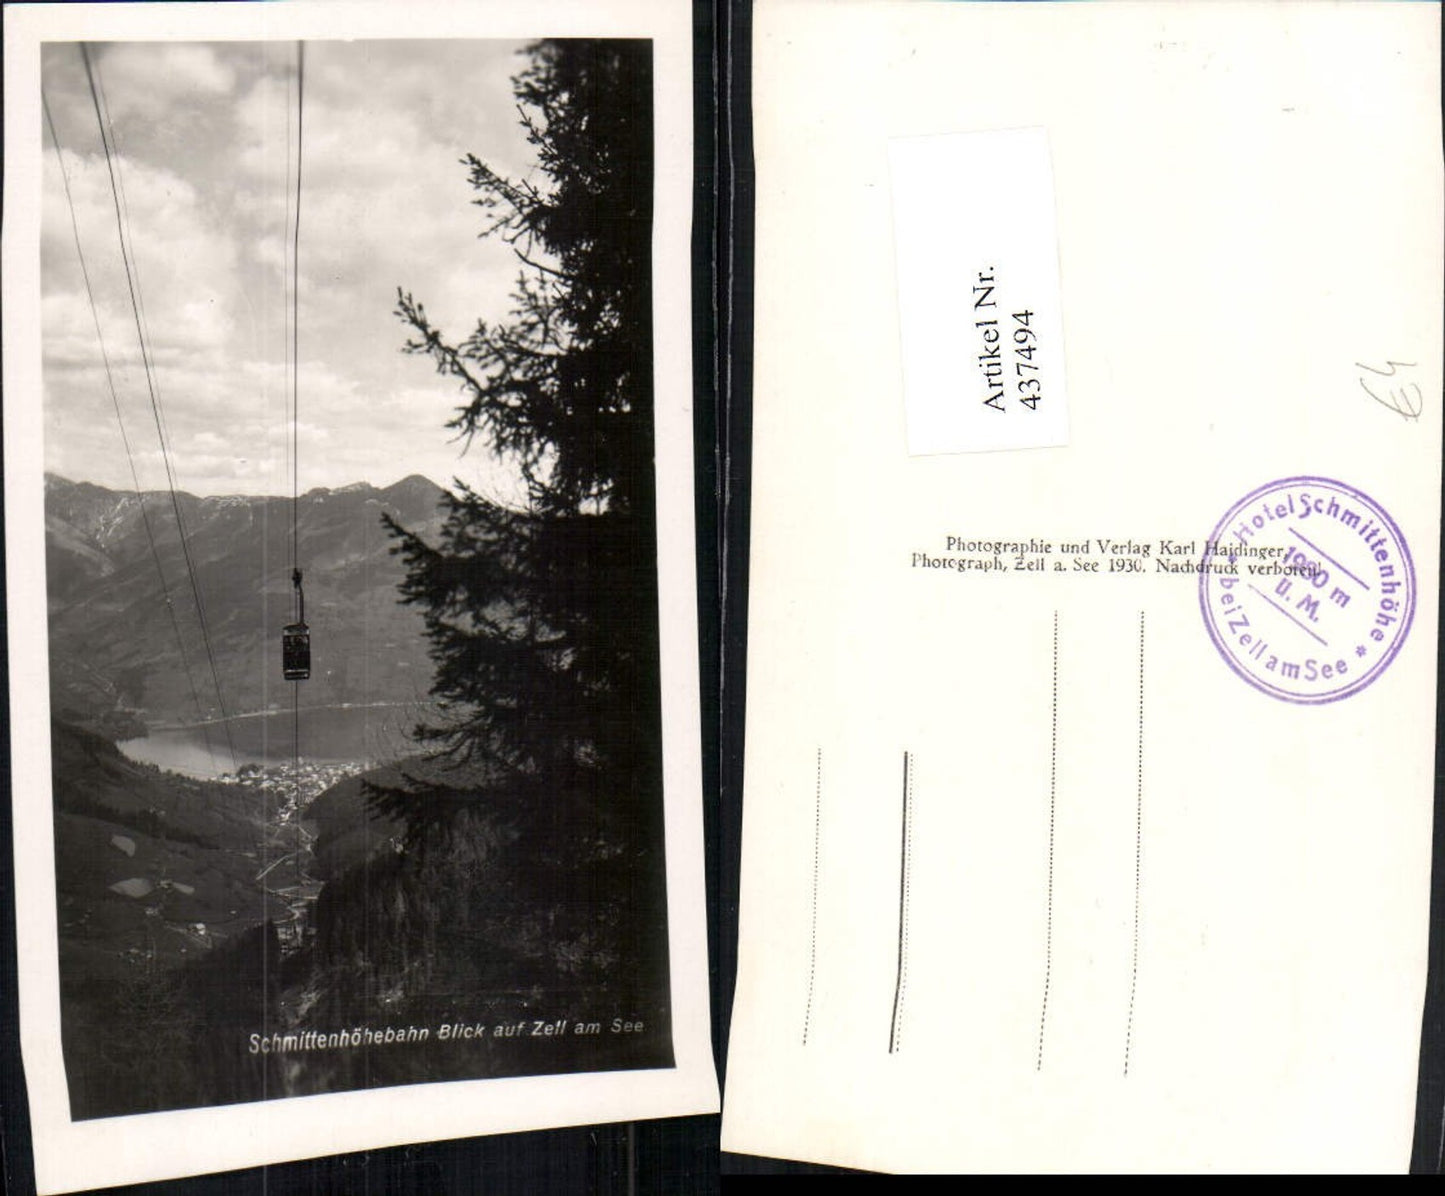 Schmittenhöhebahn Blick auf Zell am See
Artikel Nr.
437494
€4
Photographie und Verlag Karl Haidinger,
Photograph, Zell a. See 1930. Nachdruck verboten!
* Hotel Schmittenhöhe *
bei Zell am See
ü. M.